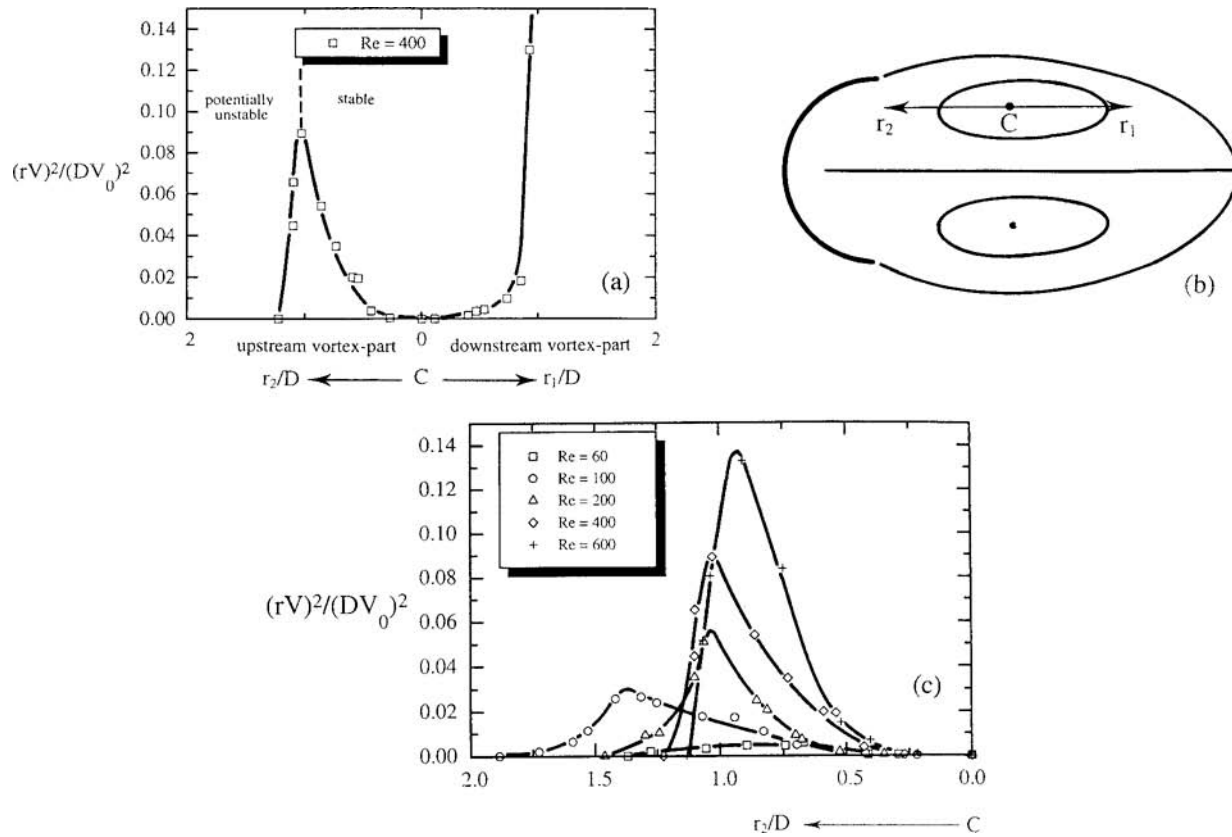 0.14
0.12
0.10
0.08
0.06
0.04
0.02
0.00
(rV)²/(DV₀)²
Re = 400
potentially
unstable
stable
(a)
2
0
2
upstream vortex-part
downstream vortex-part
r₂/D
C
r₁/D
r₂
C
r₁
(b)
0.14
0.12
0.10
0.08
0.06
0.04
0.02
0.00
(rV)²/(DV₀)²
Re = 60
Re = 100
Re = 200
Re = 400
Re = 600
(c)
2.0
1.5
1.0
0.5
0.0
r₂/D
C